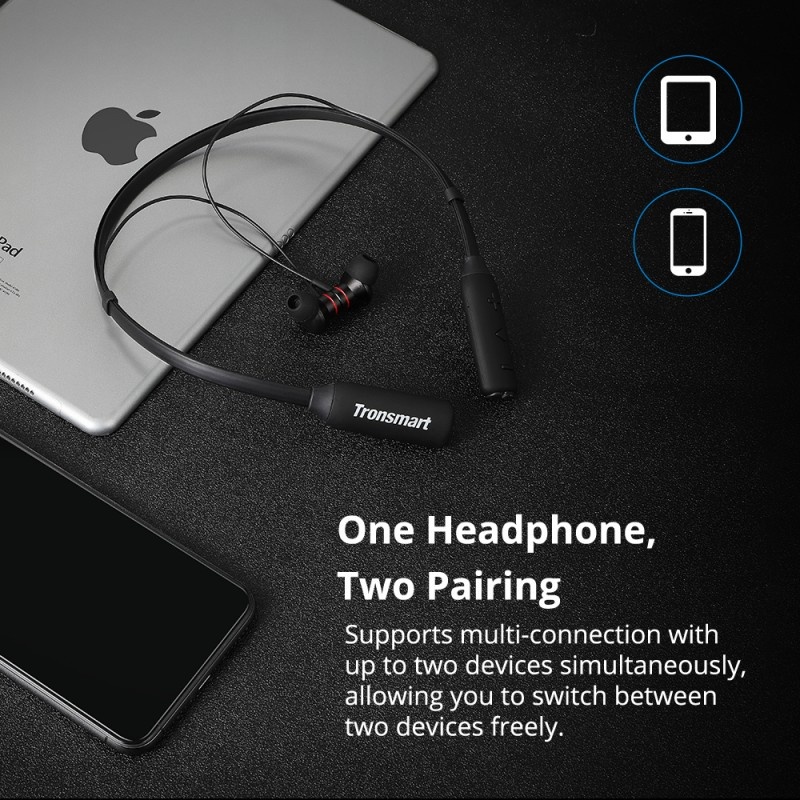 Pad
Tronsmart
One Headphone,
Two Pairing
Supports multi-connection with
up to two devices simultaneously,
allowing you to switch between
two devices freely.